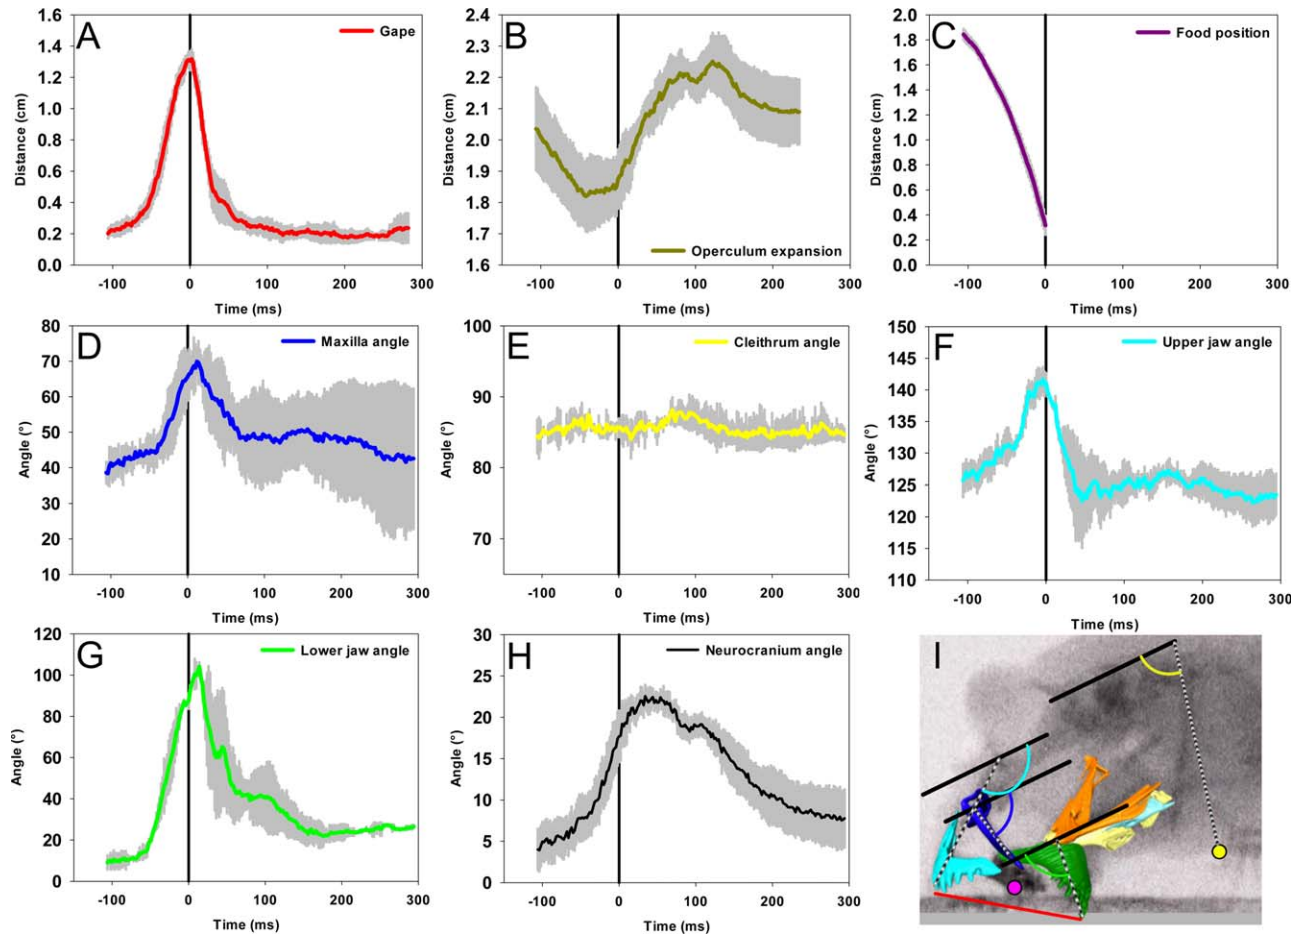 A
Gape
Distance (cm)
1.6
1.4
1.2
1.0
0.8
0.6
0.4
0.2
0.0
-100 0 100 200 300
Time (ms)
B
Operculum expansion
Distance (cm)
2.4
2.3
2.2
2.1
2.0
1.9
1.8
1.7
1.6
-100 0 100 200 300
Time (ms)
C
Food position
Distance (cm)
2.0
1.8
1.6
1.4
1.2
1.0
0.8
0.6
0.4
0.2
0.0
-100 0 100 200 300
Time (ms)
D
Maxilla angle
Angle (°)
80
70
60
50
40
30
20
10
-100 0 100 200 300
Time (ms)
E
Cleithrum angle
Angle (°)
100
90
80
70
-100 0 100 200 300
Time (ms)
F
Upper jaw angle
Angle (°)
150
145
140
135
130
125
120
115
110
-100 0 100 200 300
Time (ms)
G
Lower jaw angle
Angle (°)
120
100
80
60
40
20
0
-100 0 100 200 300
Time (ms)
H
Neurocranium angle
Angle (°)
30
25
20
15
10
5
0
-100 0 100 200 300
Time (ms)
I